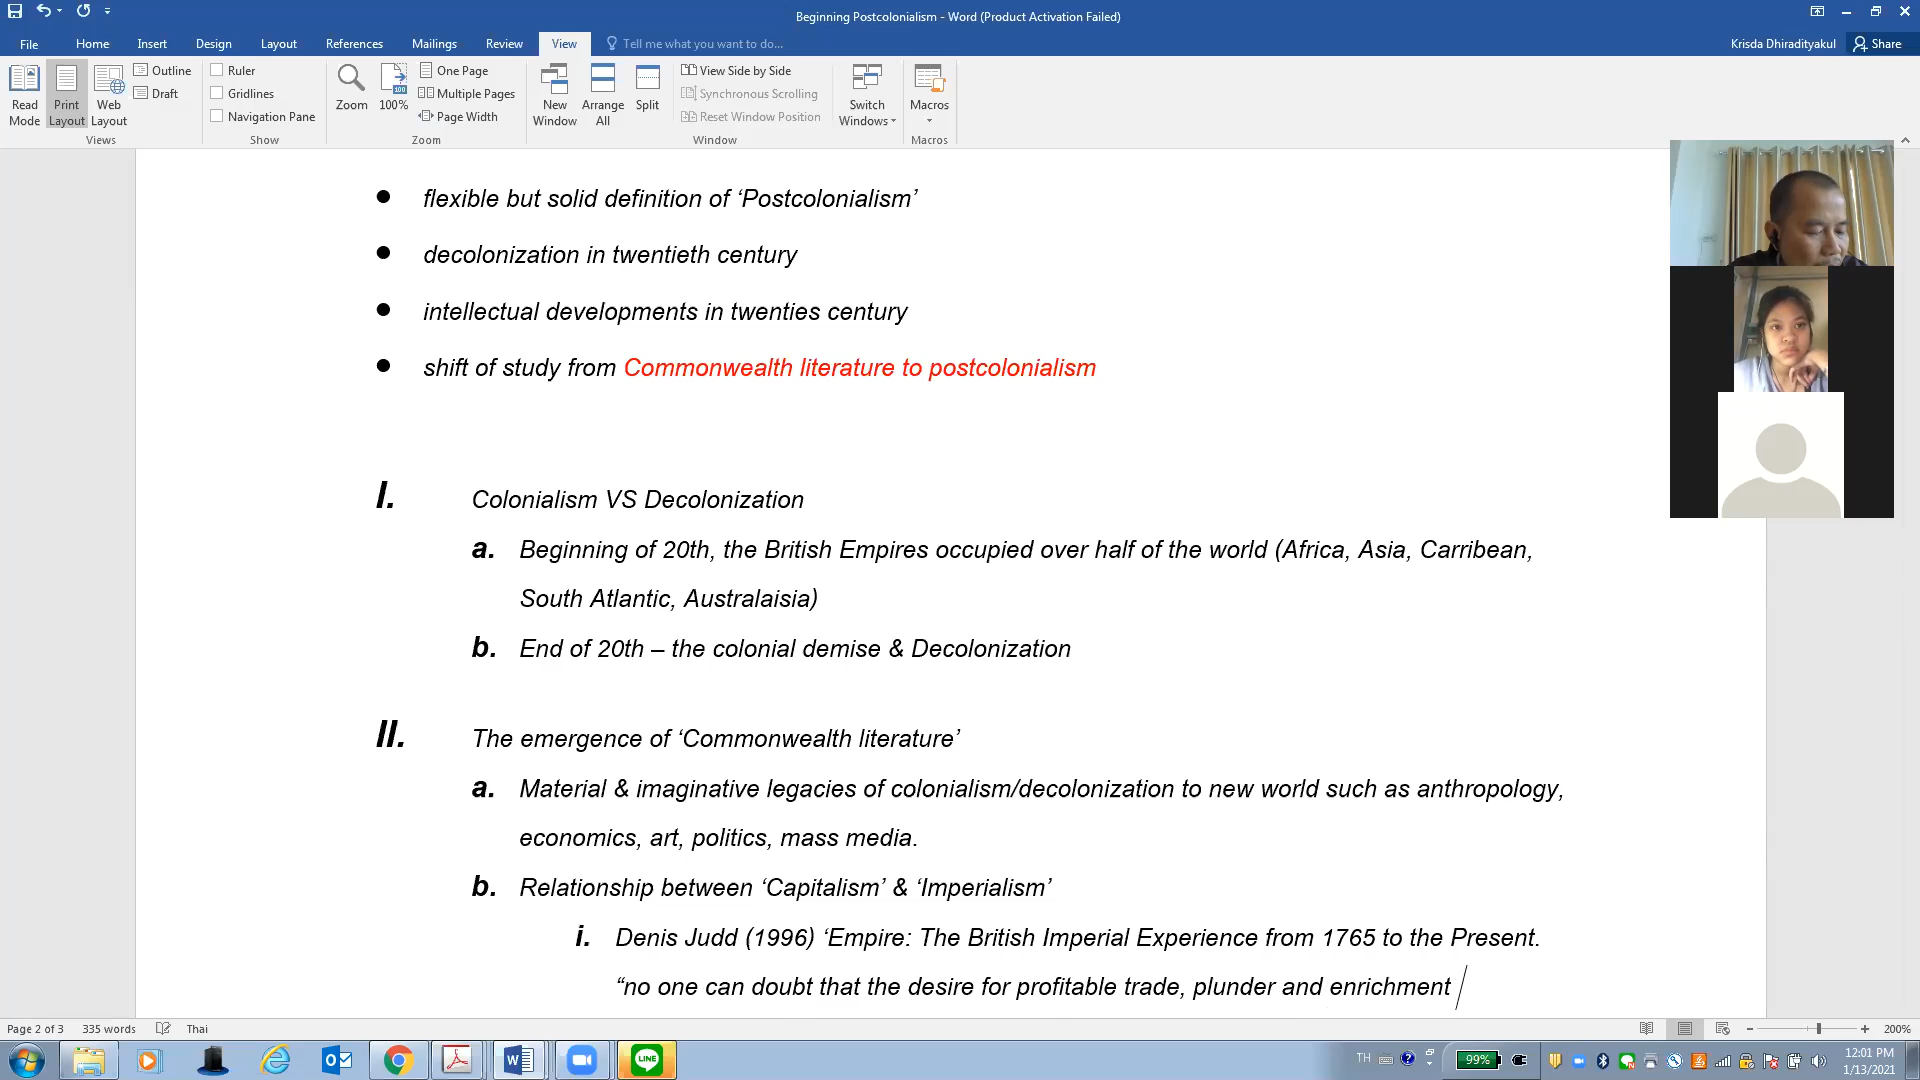 Beginning Postcolonialism - Word (Product Activation Failed)
File Home Insert Design Layout References Mailings Review View Tell me what you want to do... Krisda Dhiradityakul Share
Read Mode
Print Layout
Web Layout
Outline
Draft
Views
Ruler
Gridlines
Navigation Pane
Show
Zoom
100%
One Page
Multiple Pages
Page Width
Zoom
New Window
Arrange All
Split
View Side by Side
Synchronous Scrolling
Reset Window Position
Window
Switch Windows
Macros
Macros
● flexible but solid definition of ‘Postcolonialism’
● decolonization in twentieth century
● intellectual developments in twenties century
● shift of study from Commonwealth literature to postcolonialism
I. Colonialism VS Decolonization
a. Beginning of 20th, the British Empires occupied over half of the world (Africa, Asia, Carribean,
South Atlantic, Australaisia)
b. End of 20th – the colonial demise & Decolonization
II. The emergence of ‘Commonwealth literature’
a. Material & imaginative legacies of colonialism/decolonization to new world such as anthropology,
economics, art, politics, mass media.
b. Relationship between ‘Capitalism’ & ‘Imperialism’
i. Denis Judd (1996) ‘Empire: The British Imperial Experience from 1765 to the Present.
“no one can doubt that the desire for profitable trade, plunder and enrichment
Page 2 of 3 335 words Thai 200%
LINE TH 99% 12:01 PM
1/13/2021